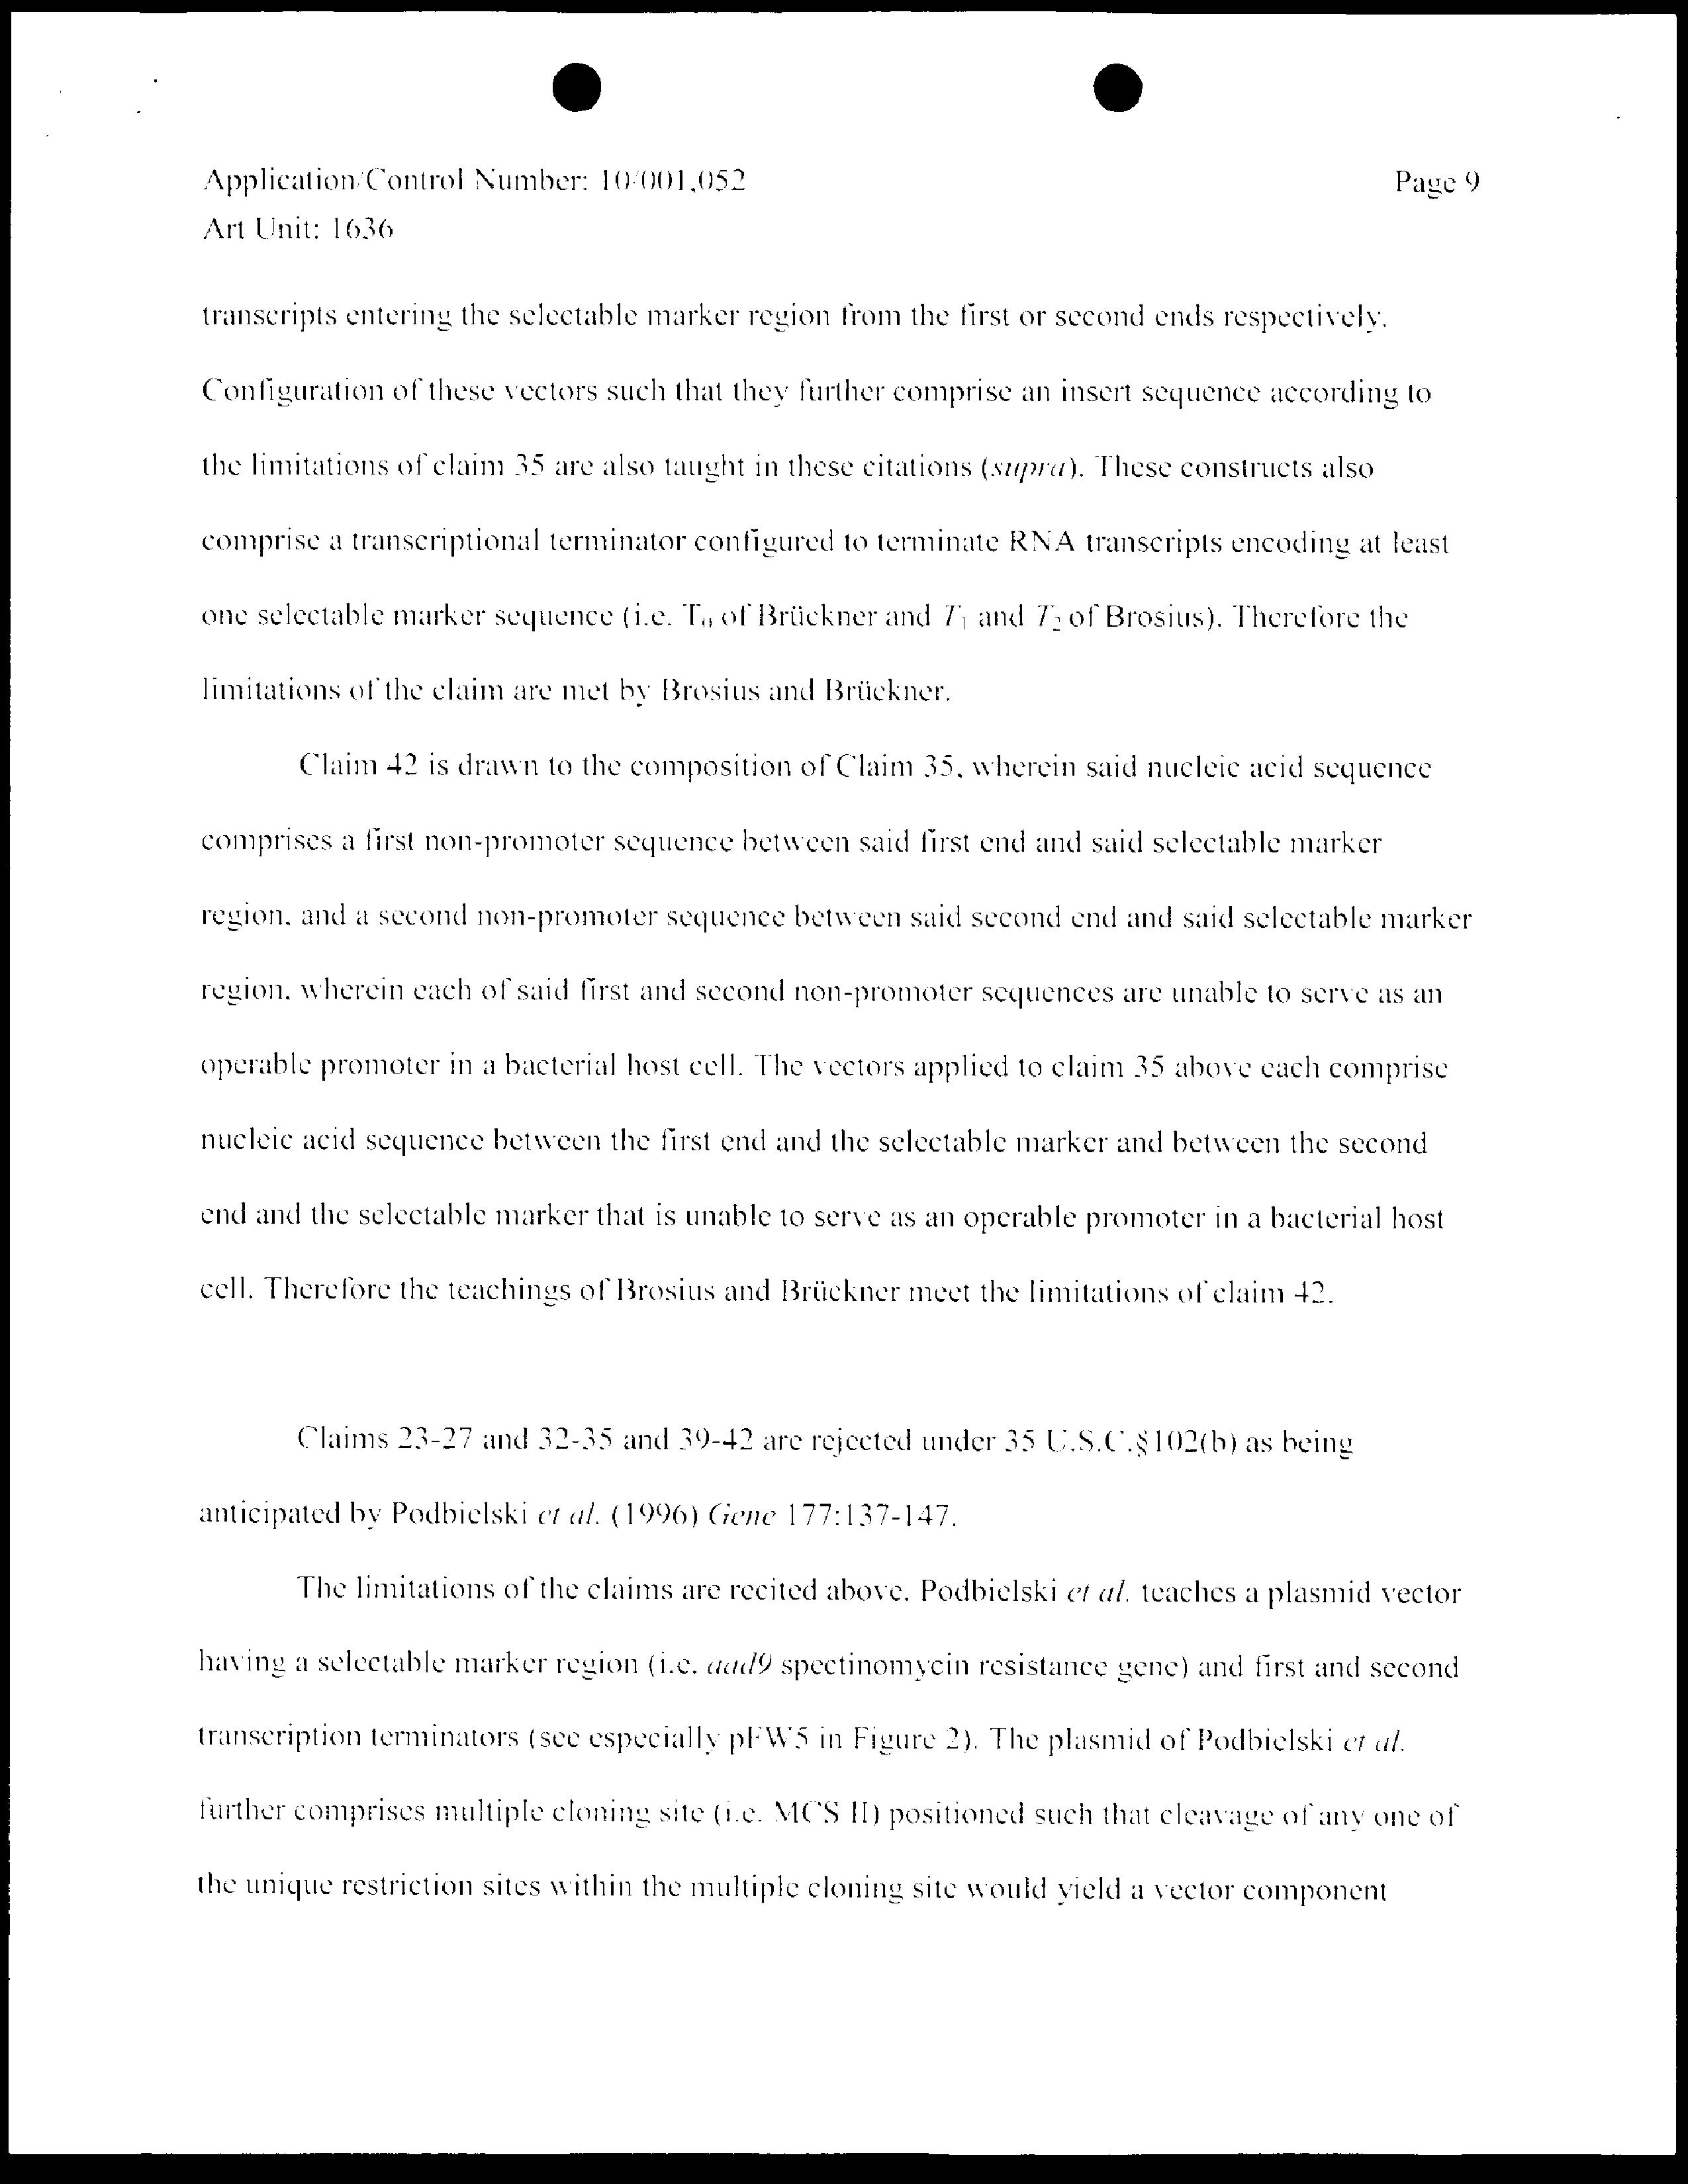 Application/Control Number: 10/001,052 Page 9
Art Unit: 1636
transcripts entering the selectable marker region from the first or second ends respectively.
Configuration of these vectors such that they further comprise an insert sequence according to
the limitations of claim 35 are also taught in these citations (supra). These constructs also
comprise a transcriptional terminator configured to terminate RNA transcripts encoding at least
one selectable marker sequence (i.e. T₀ of Brückner and T₁ and T₂ of Brosius). Therefore the
limitations of the claim are met by Brosius and Brückner.
Claim 42 is drawn to the composition of Claim 35, wherein said nucleic acid sequence
comprises a first non-promoter sequence between said first end and said selectable marker
region, and a second non-promoter sequence between said second end and said selectable marker
region, wherein each of said first and second non-promoter sequences are unable to serve as an
operable promoter in a bacterial host cell. The vectors applied to claim 35 above each comprise
nucleic acid sequence between the first end and the selectable marker and between the second
end and the selectable marker that is unable to serve as an operable promoter in a bacterial host
cell. Therefore the teachings of Brosius and Brückner meet the limitations of claim 42.
Claims 23-27 and 32-35 and 39-42 are rejected under 35 U.S.C.§102(b) as being
anticipated by Podbielski et al. (1996) Gene 177:137-147.
The limitations of the claims are recited above. Podbielski et al. teaches a plasmid vector
having a selectable marker region (i.e. aad9 spectinomycin resistance gene) and first and second
transcription terminators (see especially pFW5 in Figure 2). The plasmid of Podbielski et al.
further comprises multiple cloning site (i.e. MCS II) positioned such that cleavage of any one of
the unique restriction sites within the multiple cloning site would yield a vector component